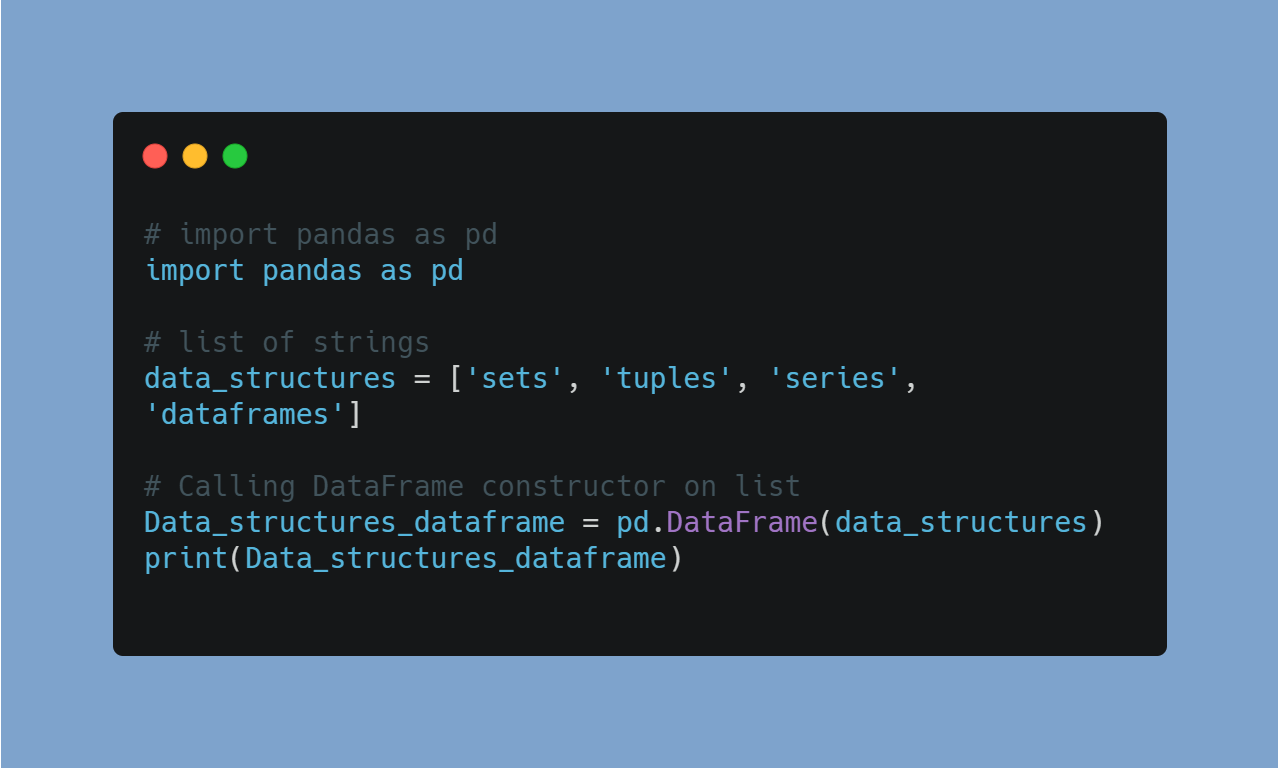 # import pandas as pd
import pandas as pd
# list of strings
data_structures = ['sets', 'tuples', 'series',
'dataframes']
# Calling DataFrame constructor on list
Data_structures_dataframe = pd.DataFrame(data_structures)
print(Data_structures_dataframe)